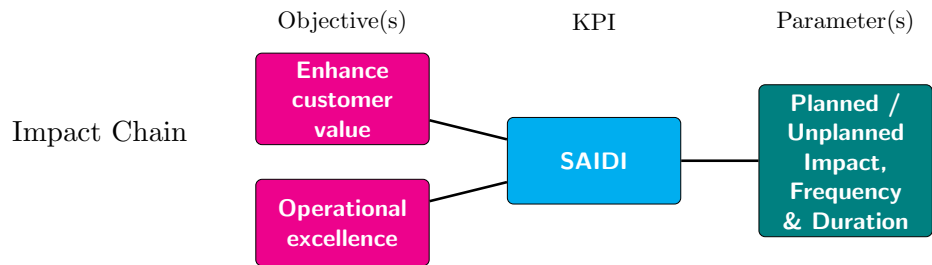 Objective(s) KPI Parameter(s)
Impact Chain
Enhance
customer
value
Operational
excellence
SAIDI
Planned /
Unplanned
Impact,
Frequency
& Duration